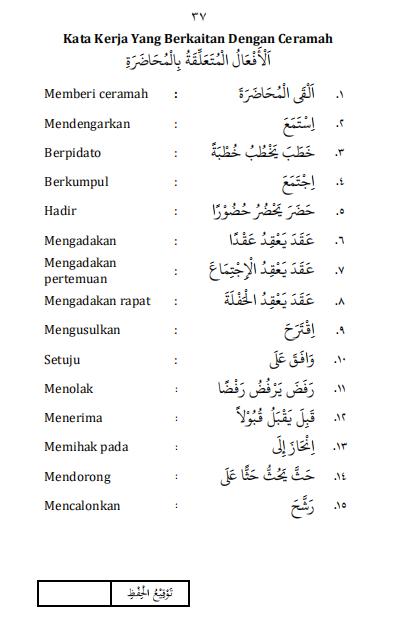 ٣٧
Kata Kerja Yang Berkaitan Dengan Ceramah
اَلْأَفْعَالُ الْمُتَعَلِّقَةُ بِالْمُحَاضَرَةِ
Memberi ceramah : اَلْقَى الْمُحَاضَرَةَ .١
Mendengarkan : اِسْتَمَعَ .٢
Berpidato : خَطَبَ يَخْطُبُ خُطْبَةً .٣
Berkumpul : اِجْتَمَعَ .٤
Hadir : حَضَرَ يَحْضُرُ حُضُوْرًا .٥
Mengadakan : عَقَدَ يَعْقِدُ عَقْدًا .٦
Mengadakan
pertemuan : عَقَدَ يَعْقِدُ الْإِجْتِمَاعَ .٧
Mengadakan rapat : عَقَدَ يَعْقِدُ الْحَفْلَةَ .٨
Mengusulkan : اِقْتَرَحَ .٩
Setuju : وَافَقَ عَلَى .١٠
Menolak : رَفَضَ يَرْفُضُ رَفْضًا .١١
Menerima : قَبِلَ يَقْبَلُ قُبُوْلاً .١٢
Memihak pada : اِنْحَازَ إِلَى .١٣
Mendorong : حَثَّ يَحُثُّ حَثًّا عَلَى .١٤
Mencalonkan : رَشَّحَ .١٥
تَوْقِيْعُ الْحِفْظِ